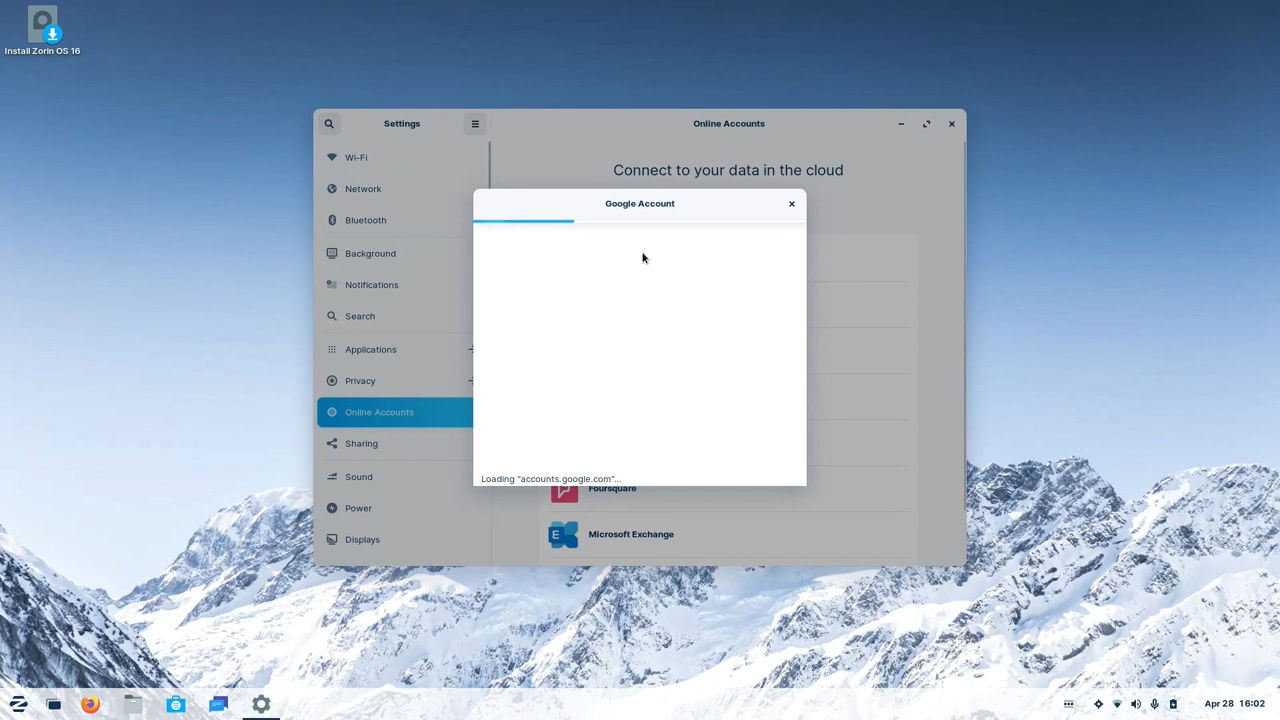 Install Zorin OS 16
Settings
Online Accounts
Wi-Fi
Network
Bluetooth
Background
Notifications
Search
Applications
Privacy
Online Accounts
Sharing
Sound
Power
Displays
Connect to your data in the cloud
Google Account
Loading “accounts.google.com”…
Foursquare
Microsoft Exchange
Apr 28 16:02